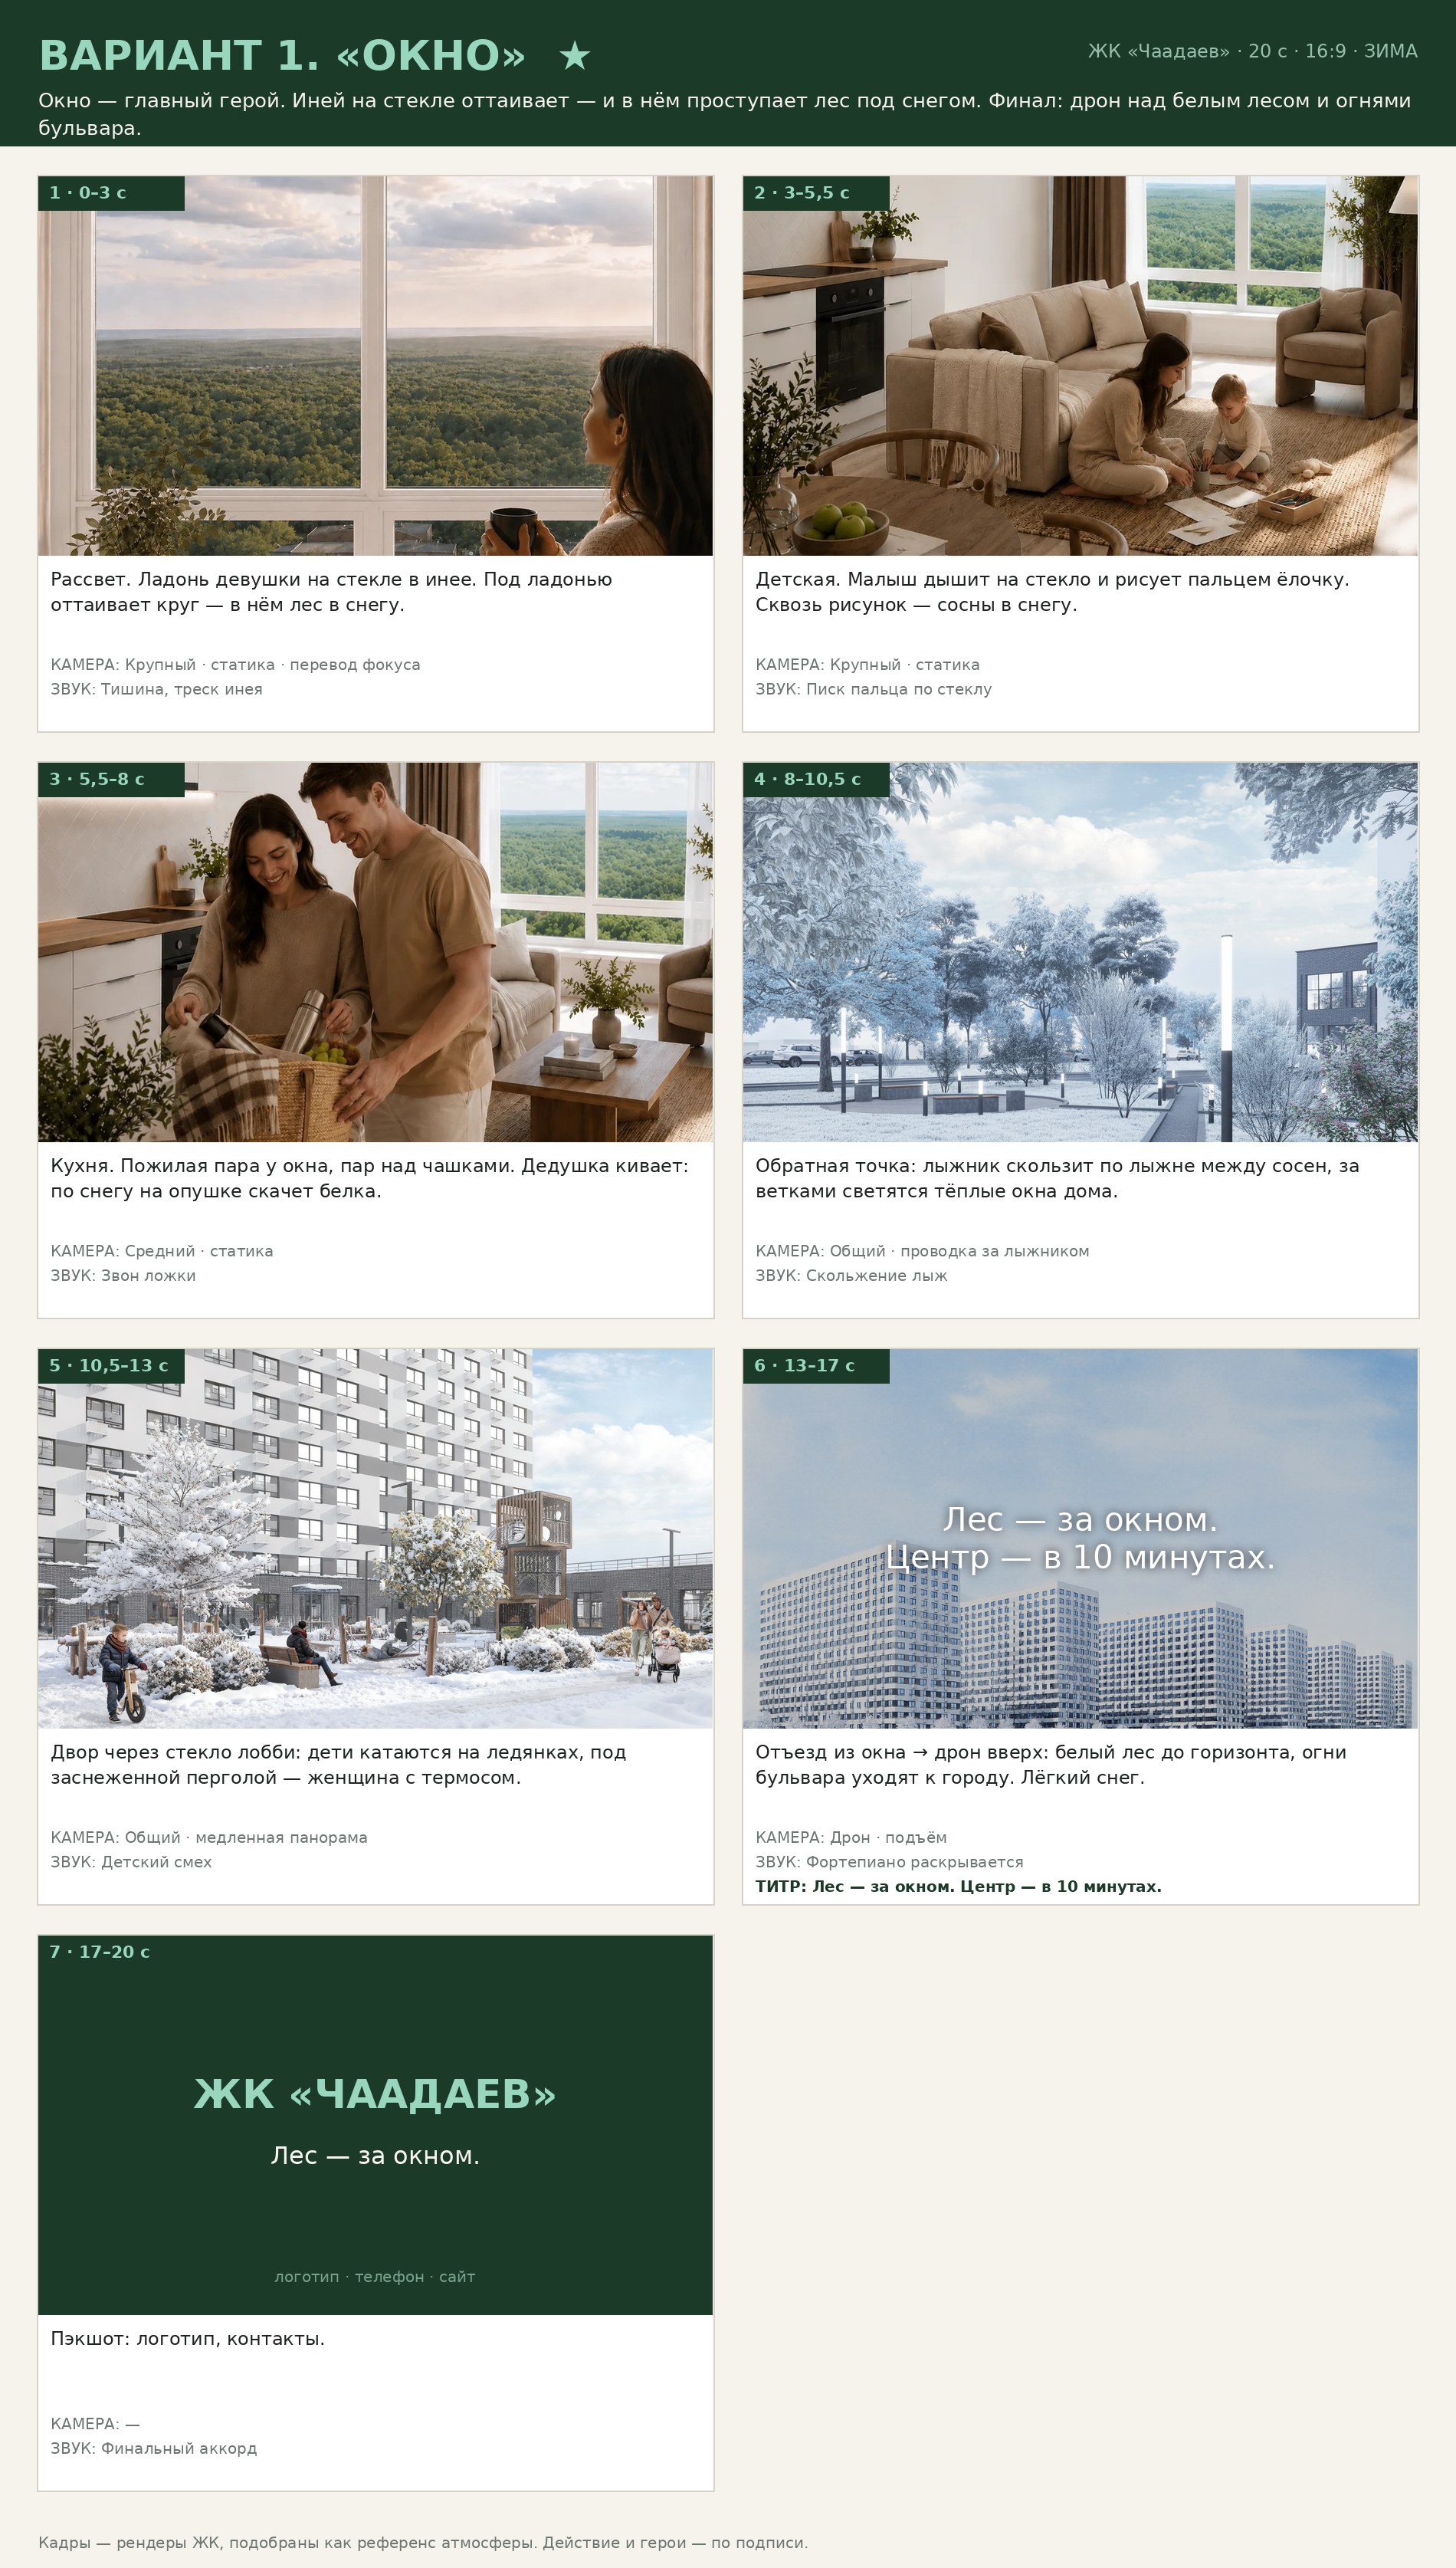 ВАРИАНТ 1. «ОКНО» ★
ЖК «Чаадаев» · 20 с · 16:9 · ЗИМА
Окно — главный герой. Иней на стекле оттаивает — и в нём проступает лес под снегом. Финал: дрон над белым лесом и огнями
бульвара.
1 · 0–3 с
Рассвет. Ладонь девушки на стекле в инее. Под ладонью
оттаивает круг — в нём лес в снегу.
КАМЕРА: Крупный · статика · перевод фокуса
ЗВУК: Тишина, треск инея
2 · 3–5,5 с
Детская. Малыш дышит на стекло и рисует пальцем ёлочку.
Сквозь рисунок — сосны в снегу.
КАМЕРА: Крупный · статика
ЗВУК: Писк пальца по стеклу
3 · 5,5–8 с
Кухня. Пожилая пара у окна, пар над чашками. Дедушка кивает:
по снегу на опушке скачет белка.
КАМЕРА: Средний · статика
ЗВУК: Звон ложки
4 · 8–10,5 с
Обратная точка: лыжник скользит по лыжне между сосен, за
ветками светятся тёплые окна дома.
КАМЕРА: Общий · проводка за лыжником
ЗВУК: Скольжение лыж
5 · 10,5–13 с
Двор через стекло лобби: дети катаются на ледянках, под
заснеженной перголой — женщина с термосом.
КАМЕРА: Общий · медленная панорама
ЗВУК: Детский смех
6 · 13–17 с
Лес — за окном.
Центр — в 10 минутах.
Отъезд из окна → дрон вверх: белый лес до горизонта, огни
бульвара уходят к городу. Лёгкий снег.
КАМЕРА: Дрон · подъём
ЗВУК: Фортепиано раскрывается
ТИТР: Лес — за окном. Центр — в 10 минутах.
7 · 17–20 с
ЖК «ЧААДАЕВ»
Лес — за окном.
логотип · телефон · сайт
Пэкшот: логотип, контакты.
КАМЕРА: —
ЗВУК: Финальный аккорд
Кадры — рендеры ЖК, подобраны как референс атмосферы. Действие и герои — по подписи.